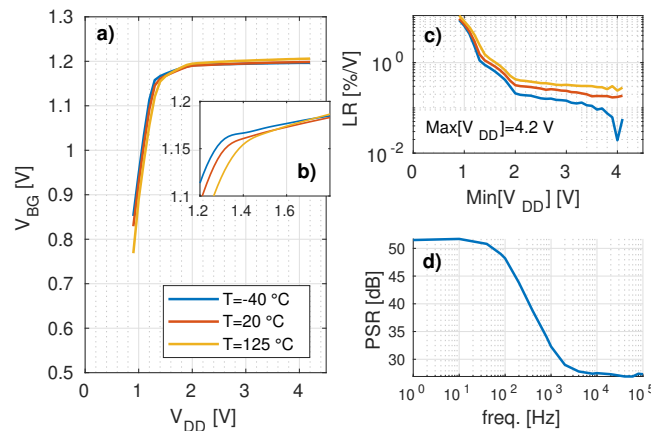 a)
1.3
1.2
1.1
1
0.9
0.8
0.7
0.6
0.5
V_BG [V]
0 1 2 3 4
V_DD [V]
T=-40 °C
T=20 °C
T=125 °C
b)
1.2
1.15
1.1
1.2 1.4 1.6
c)
10^0
10^-2
LR [%/V]
Max[V_DD]=4.2 V
0 1 2 3 4
Min[V_DD] [V]
d)
50
40
30
PSR [dB]
10^0 10^1 10^2 10^3 10^4 10^5
freq. [Hz]